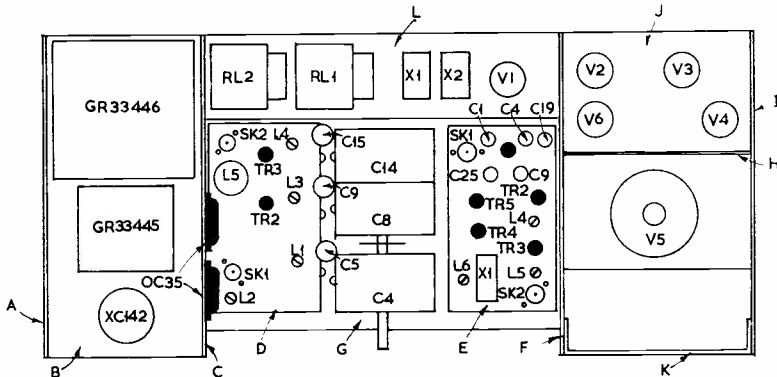 L
J
RL2
RL1
X1
X2
V1
V2
V3
I
GR33446
C1
C4
C19
V6
V4
SK2
L4
C15
SK1
H
TR3
C14
L5
C25
C9
L3
C9
TR2
TR5
GR33445
TR2
C8
L4
V5
TR4
TR3
L1
C5
OC35
SK1
L6
X1
L5
A
XC142
L2
C4
SK2
B
C
D
G
E
F
K